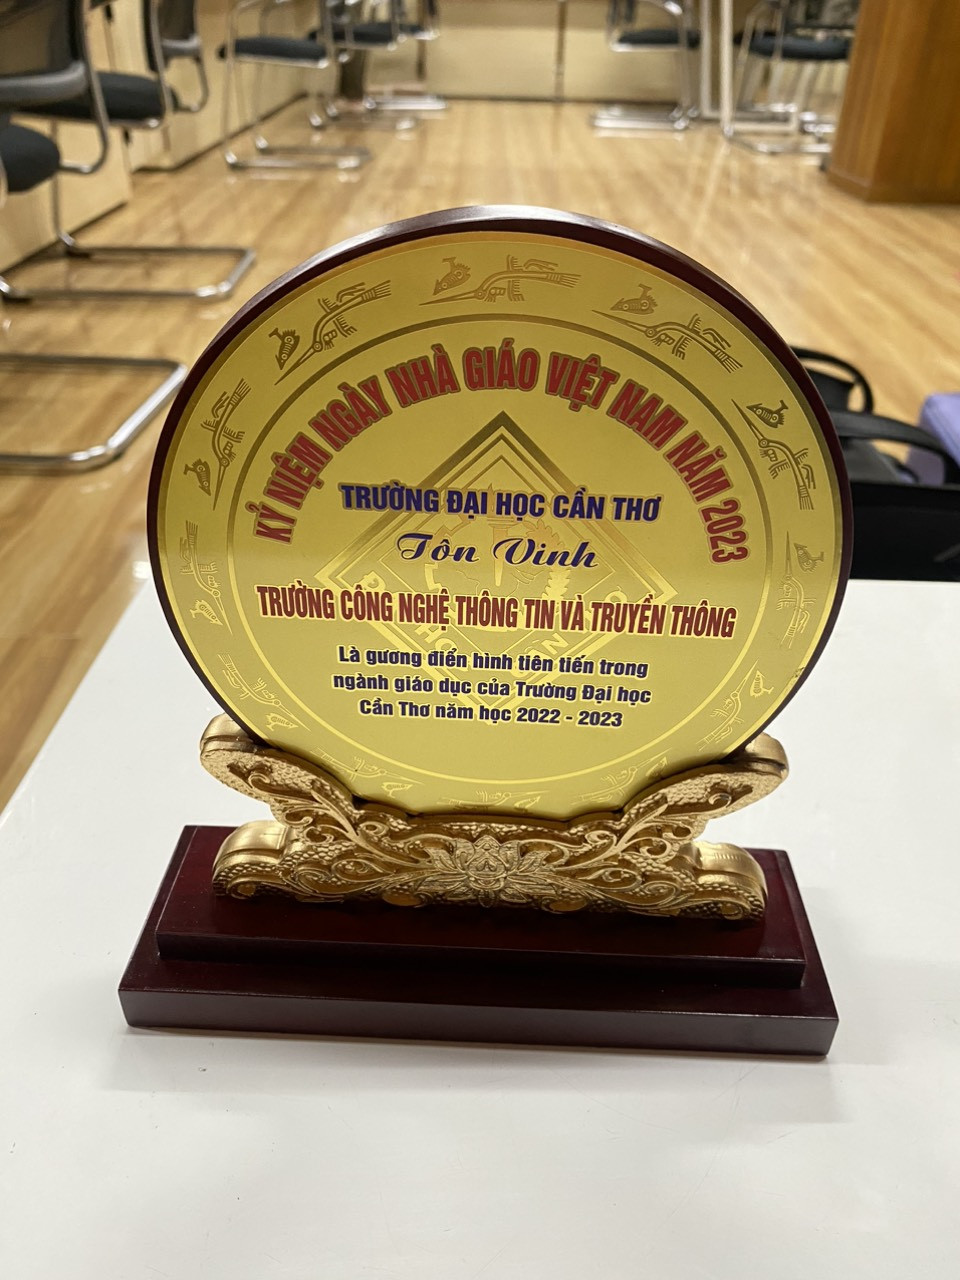 KỶ NIỆM NGÀY NHÀ GIÁO VIỆT NAM NĂM 2023
TRƯỜNG ĐẠI HỌC CẦN THƠ
Tôn Vinh
TRƯỜNG CÔNG NGHỆ THÔNG TIN VÀ TRUYỀN THÔNG
Là gương điển hình tiên tiến trong
ngành giáo dục của Trường Đại học
Cần Thơ năm học 2022 - 2023